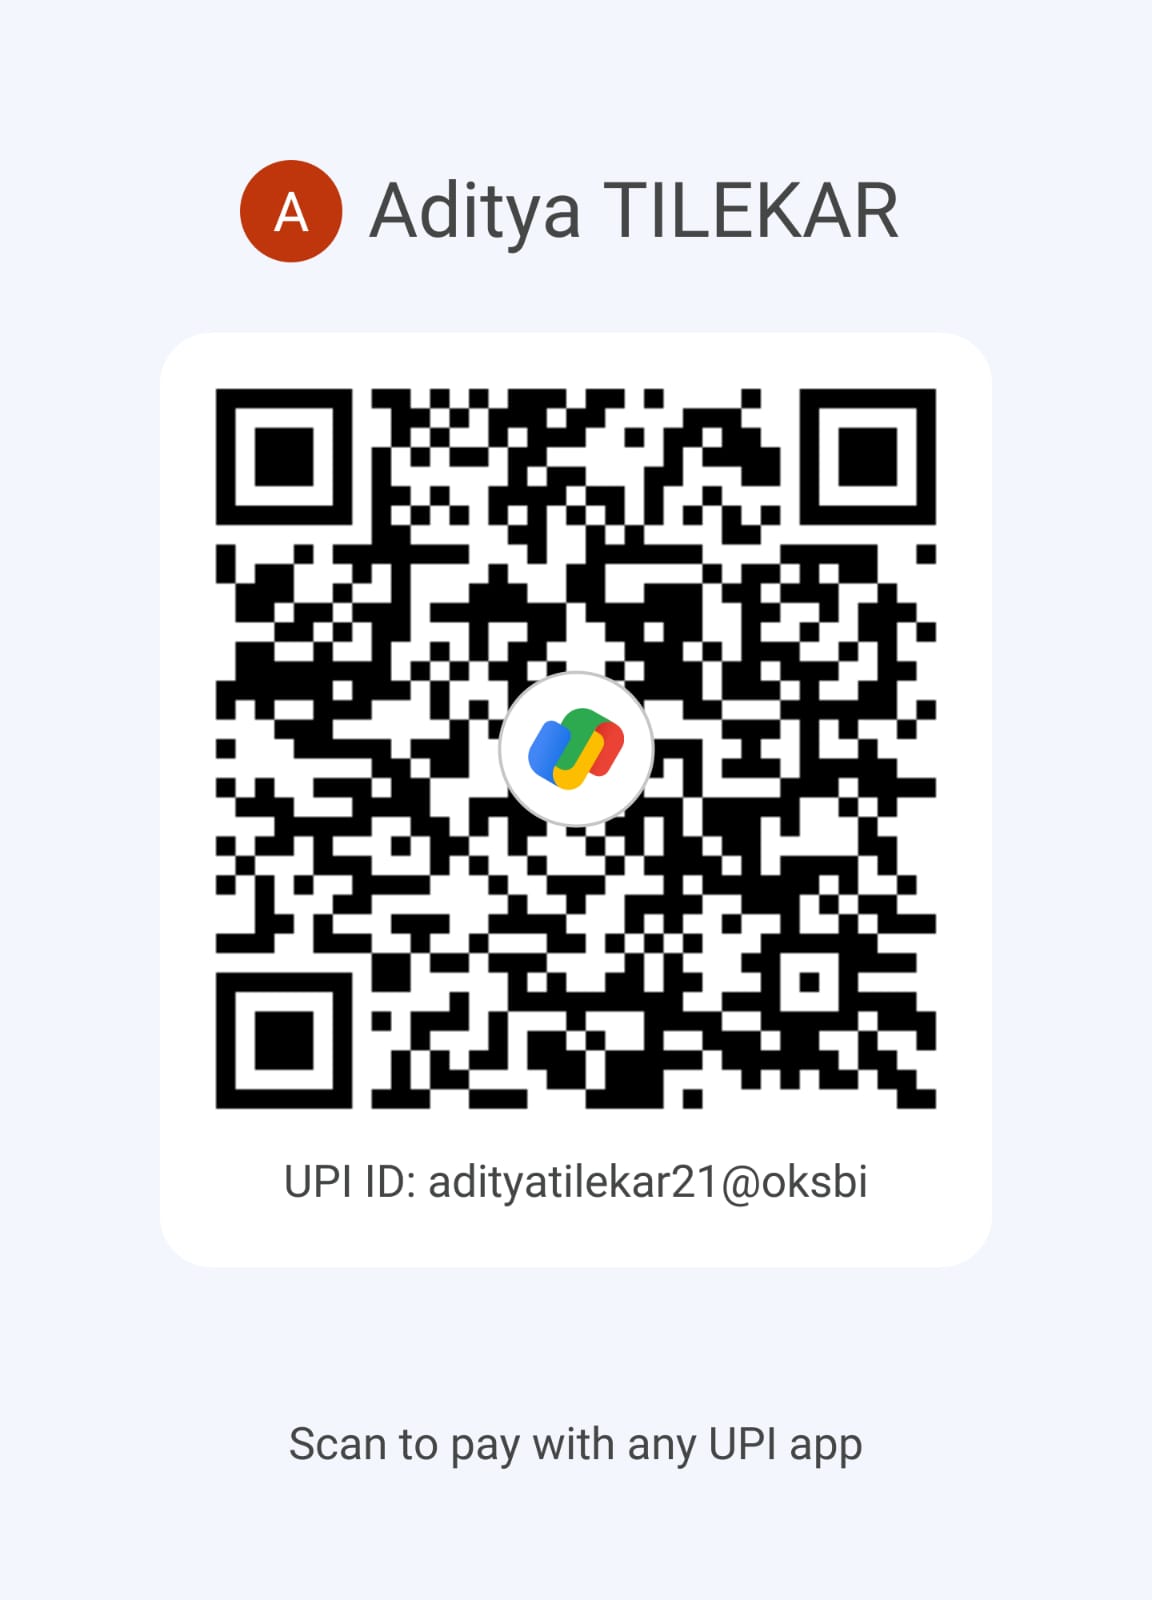 A Aditya TILEKAR
UPI ID: adityatilekar21@oksbi
Scan to pay with any UPI app